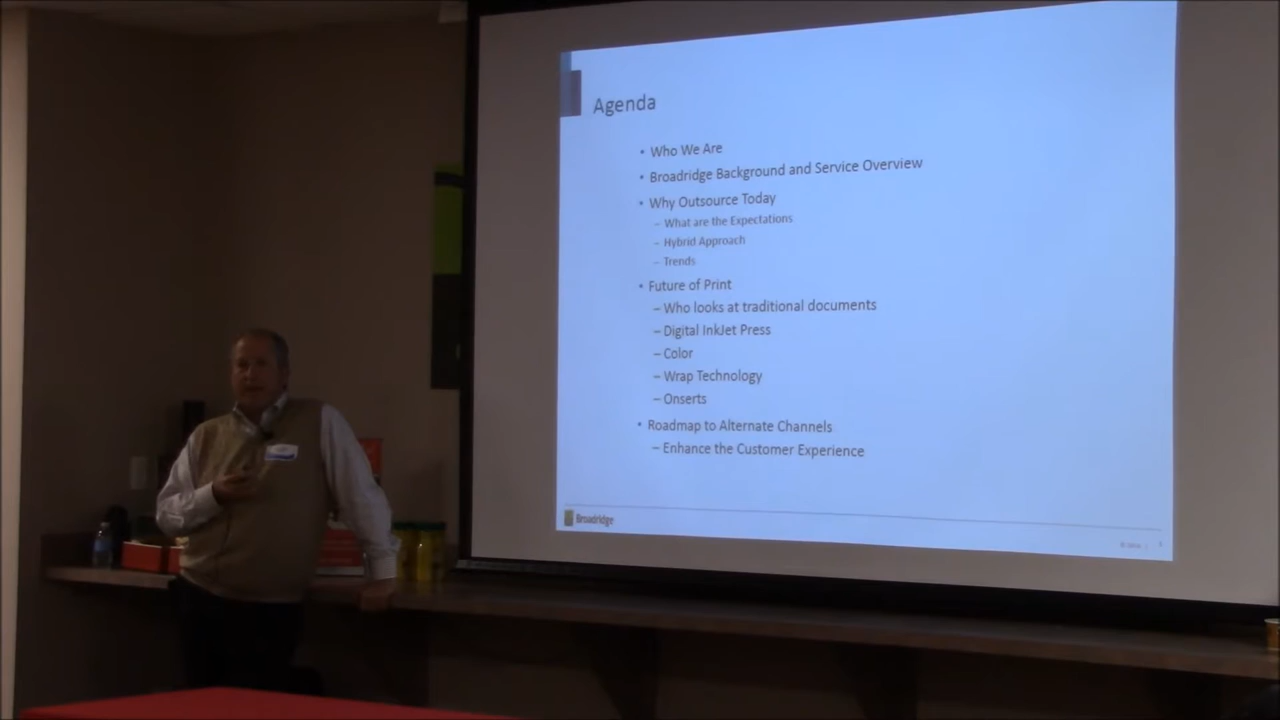 Agenda
• Who We Are
• Broadridge Background and Service Overview
• Why Outsource Today
– What are the Expectations
– Hybrid Approach
– Trends
• Future of Print
– Who looks at traditional documents
– Digital InkJet Press
– Color
– Wrap Technology
– Onserts
• Roadmap to Alternate Channels
– Enhance the Customer Experience
Broadridge